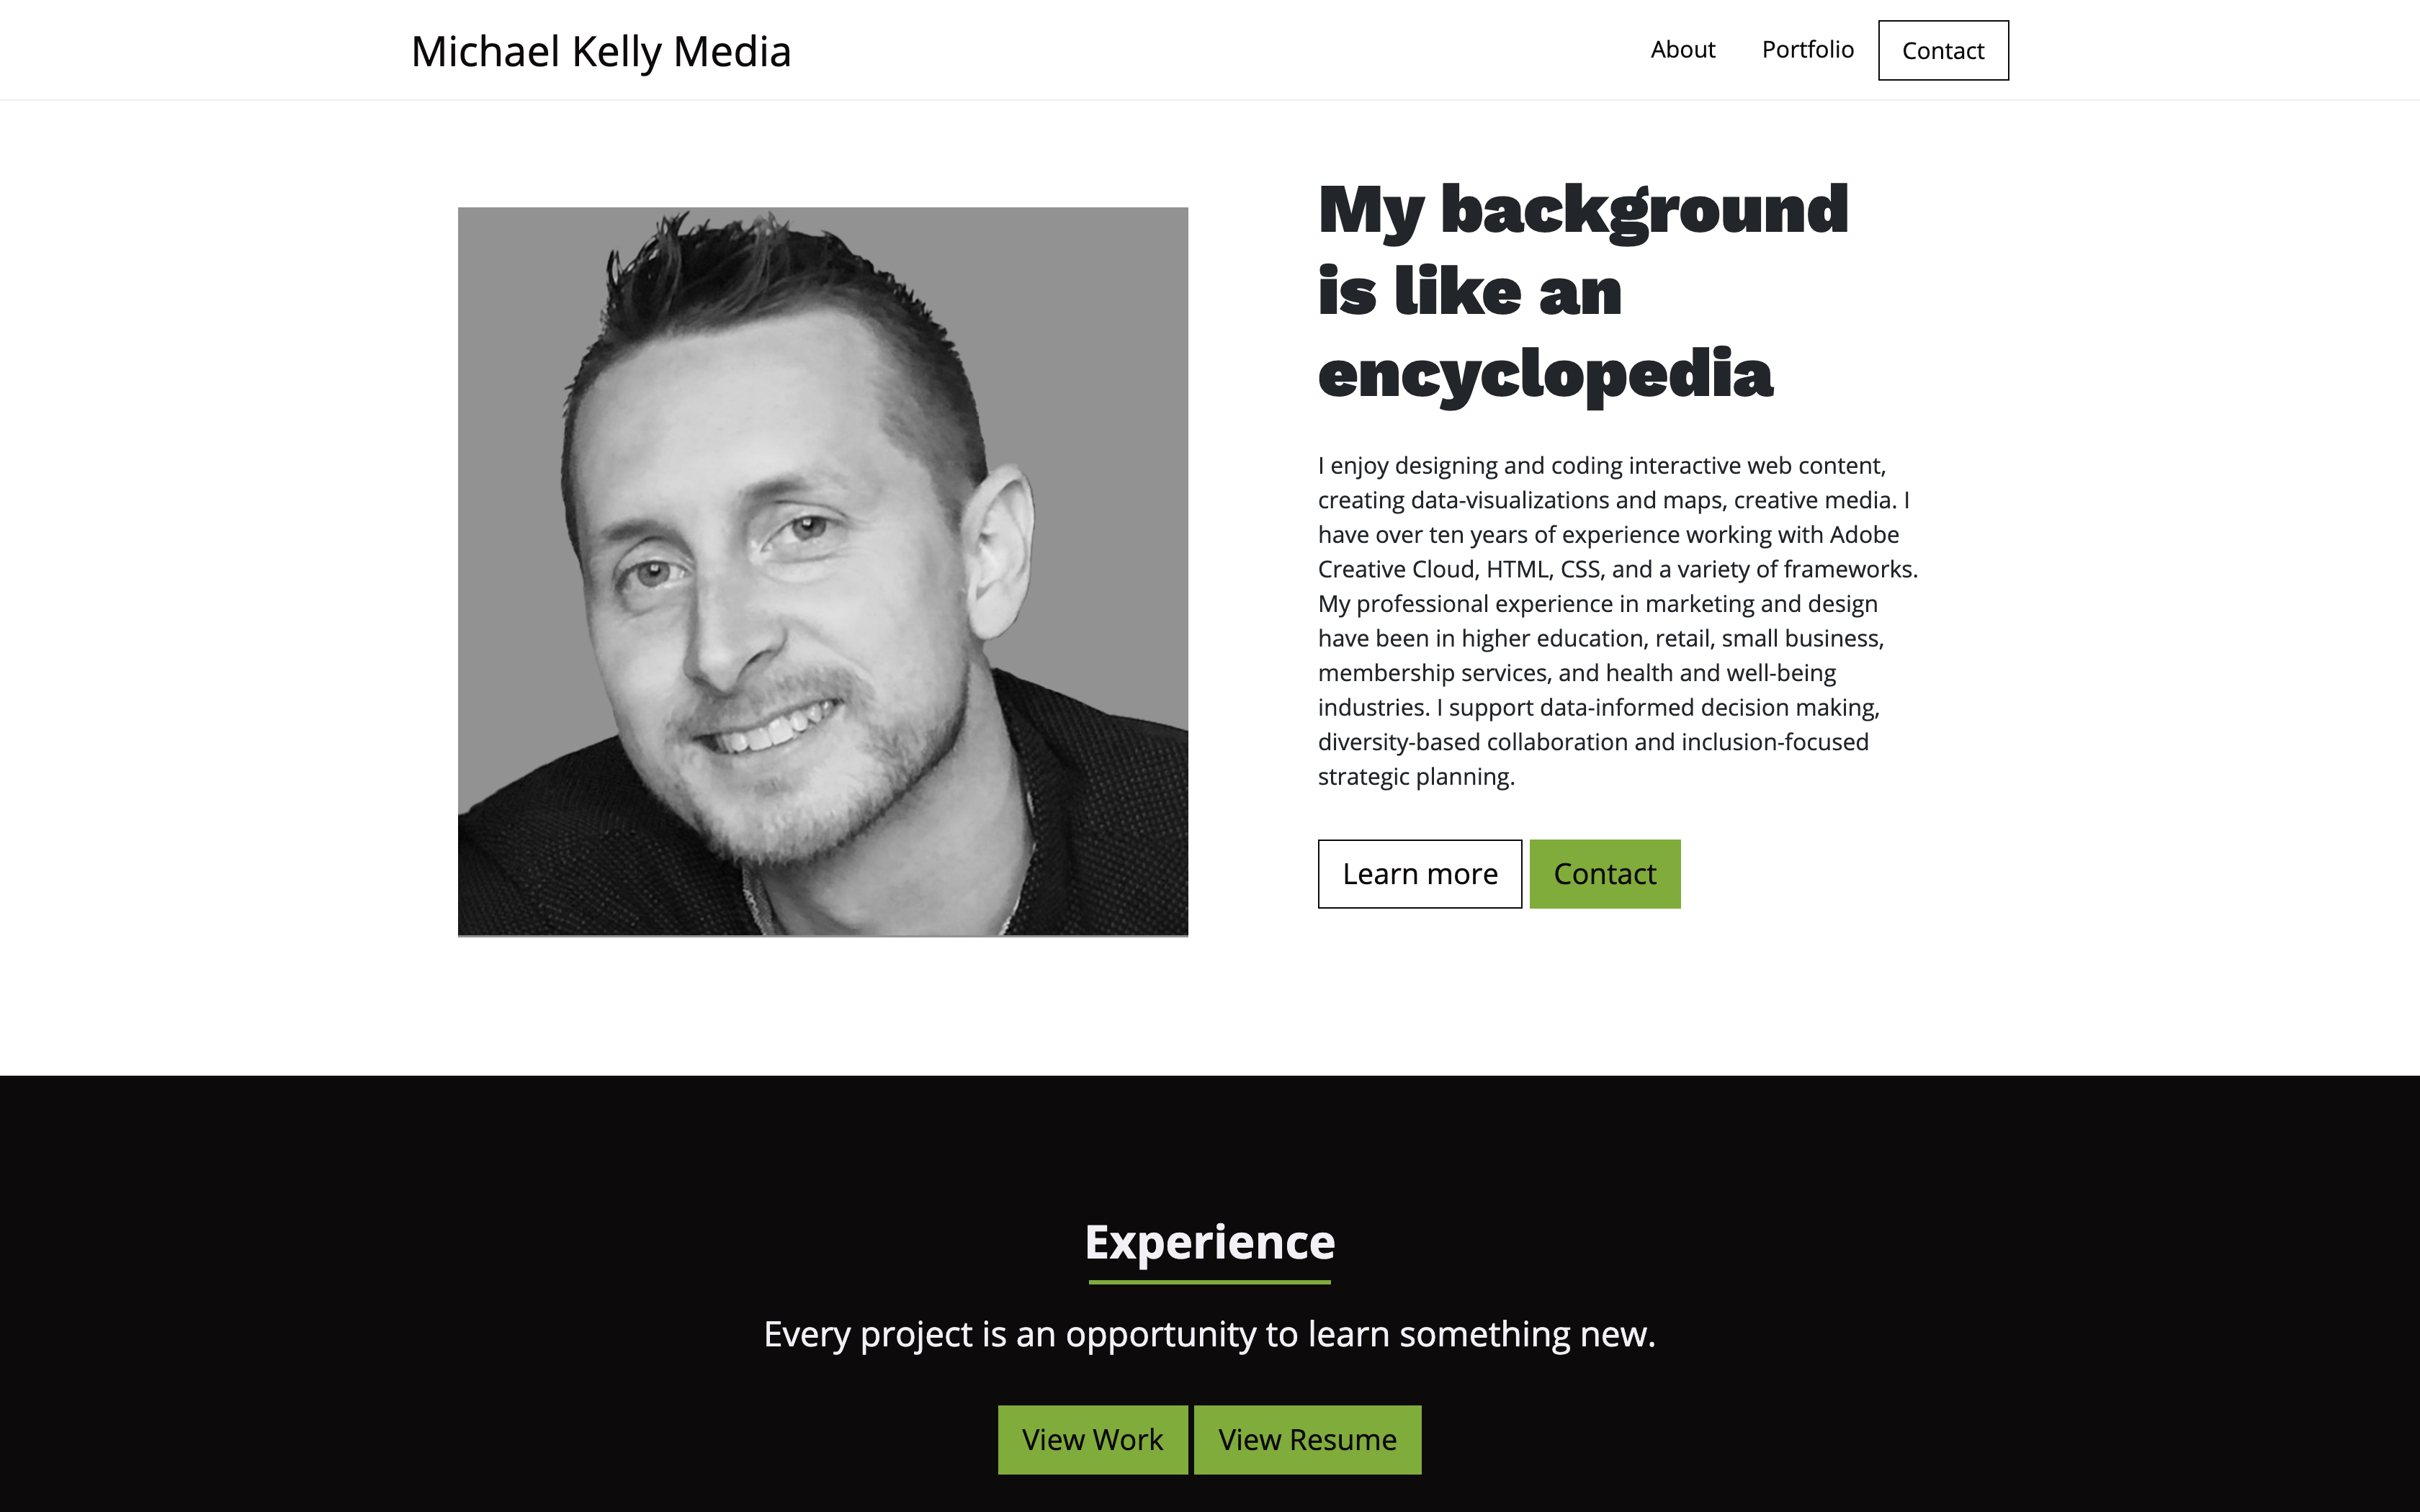 Michael Kelly Media
About
Portfolio
Contact
My background
is like an
encyclopedia
I enjoy designing and coding interactive web content,
creating data-visualizations and maps, creative media. I
have over ten years of experience working with Adobe
Creative Cloud, HTML, CSS, and a variety of frameworks.
My professional experience in marketing and design
have been in higher education, retail, small business,
membership services, and health and well-being
industries. I support data-informed decision making,
diversity-based collaboration and inclusion-focused
strategic planning.
Learn more
Contact
Experience
Every project is an opportunity to learn something new.
View Work
View Resume